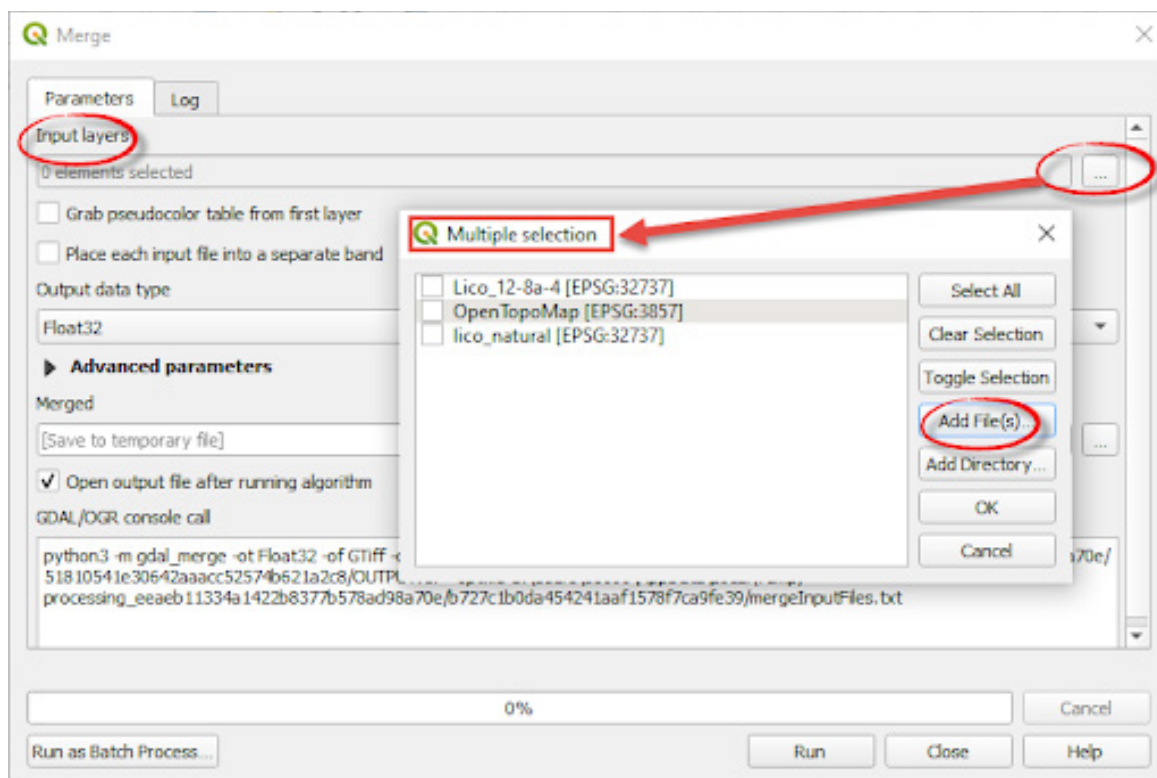 Merge
Parameters
Log
Input layers
0 elements selected
...
Grab pseudocolor table from first layer
Place each input file into a separate band
Output data type
Float32
Advanced parameters
Merged
[Save to temporary file]
...
Open output file after running algorithm
GDAL/OGR console call
python3 -m gdal_merge -ot Float32 -of GTiff
a70e/
51810541e30642aaacc52574b621a2c8/
processing_eeaeb11334a1422b8377b578ad98a70e/b727c1b0da454241aaf1578f7ca9fe39/mergeInputFiles.txt
Multiple selection
Lico_12-8a-4 [EPSG:32737]
OpenTopoMap [EPSG:3857]
lico_natural [EPSG:32737]
Select All
Clear Selection
Toggle Selection
Add File(s)...
Add Directory...
OK
Cancel
0%
Cancel
Run as Batch Process...
Run
Close
Help